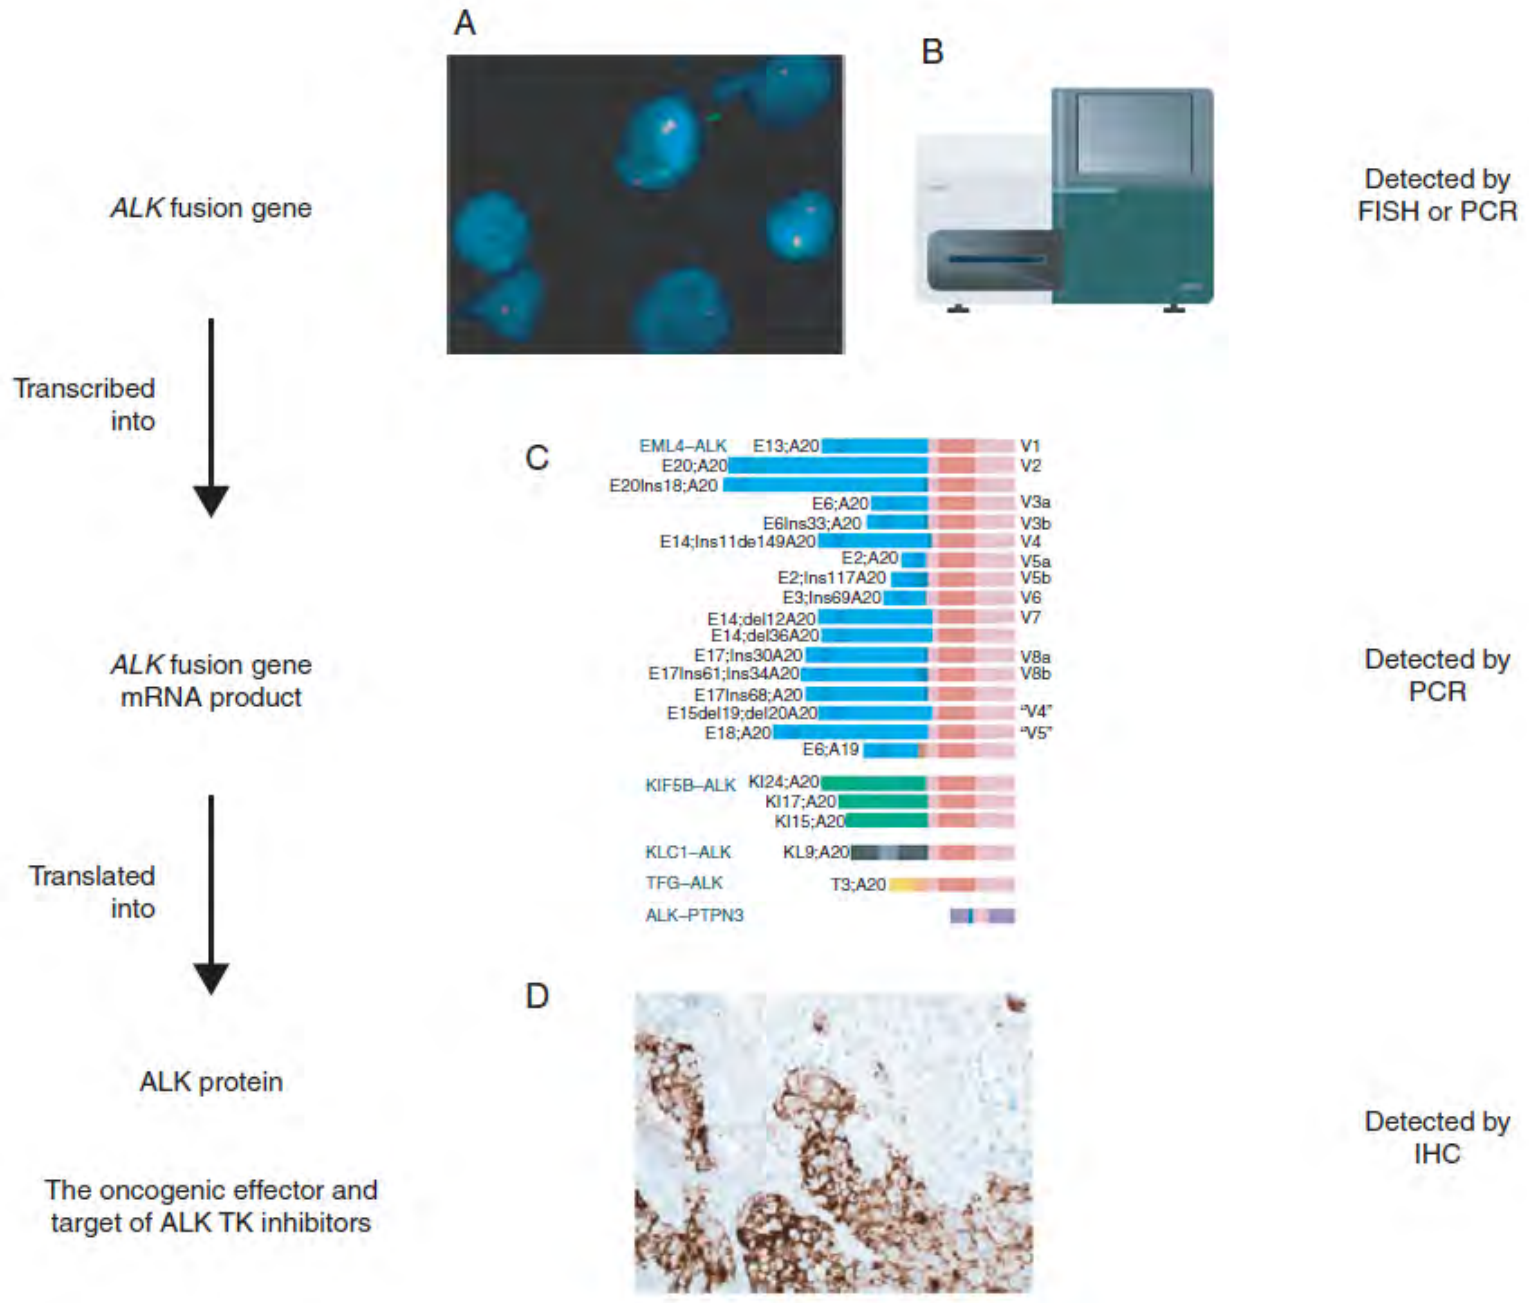 A
B
ALK fusion gene
Detected by
FISH or PCR
Transcribed
into
C
EML4–ALK E13;A20 V1
E20;A20 V2
E20Ins18;A20
E6;A20 V3a
E6Ins33;A20 V3b
E14;Ins11de149A20 V4
E2;A20 V5a
E2;Ins117A20 V5b
E3;Ins69A20 V6
E14;del12A20 V7
E14;del36A20
E17;Ins30A20 V8a
E17Ins61;Ins34A20 V8b
E17Ins68;A20
E15del19;del20A20 “V4”
E18;A20 “V5”
E6;A19
KIF5B–ALK KI24;A20
KI17;A20
KI15;A20
KLC1–ALK KL9;A20
TFG–ALK T3;A20
ALK–PTPN3
ALK fusion gene
mRNA product
Detected by
PCR
Translated
into
D
ALK protein
The oncogenic effector and
target of ALK TK inhibitors
Detected by
IHC